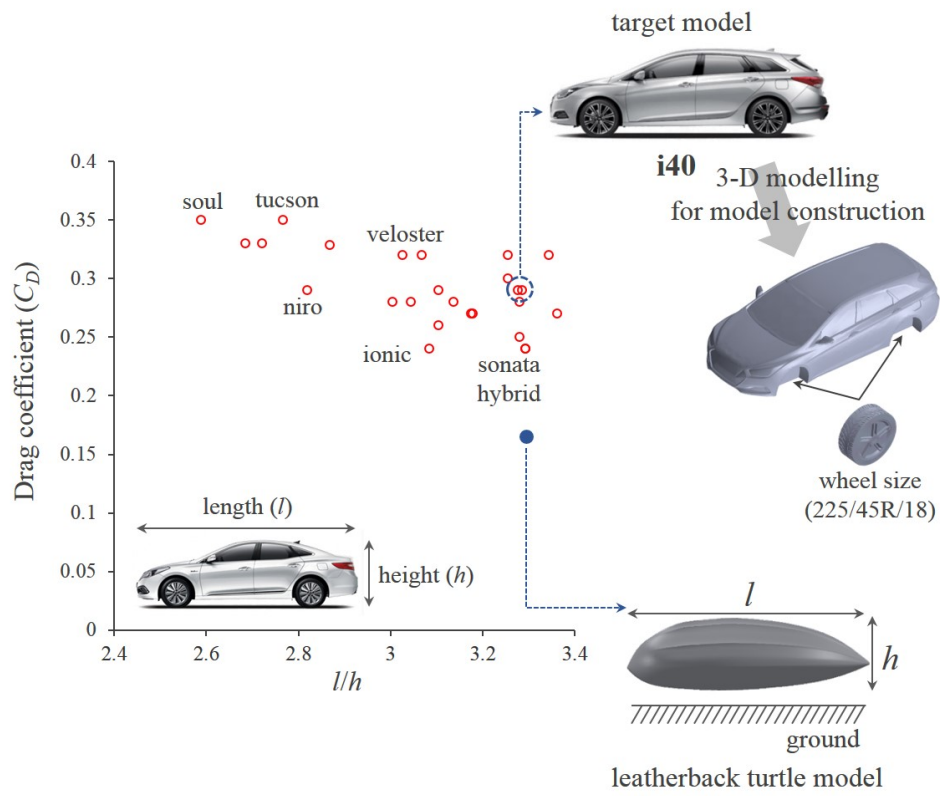 target model
i40
3-D modelling
for model construction
wheel size
(225/45R/18)
Drag coefficient (C_D)
0.4
0.35
0.3
0.25
0.2
0.15
0.1
0.05
0
soul
tucson
veloster
niro
ionic
sonata
hybrid
length (l)
height (h)
2.4
2.6
2.8
3
3.2
3.4
l/h
l
h
ground
leatherback turtle model